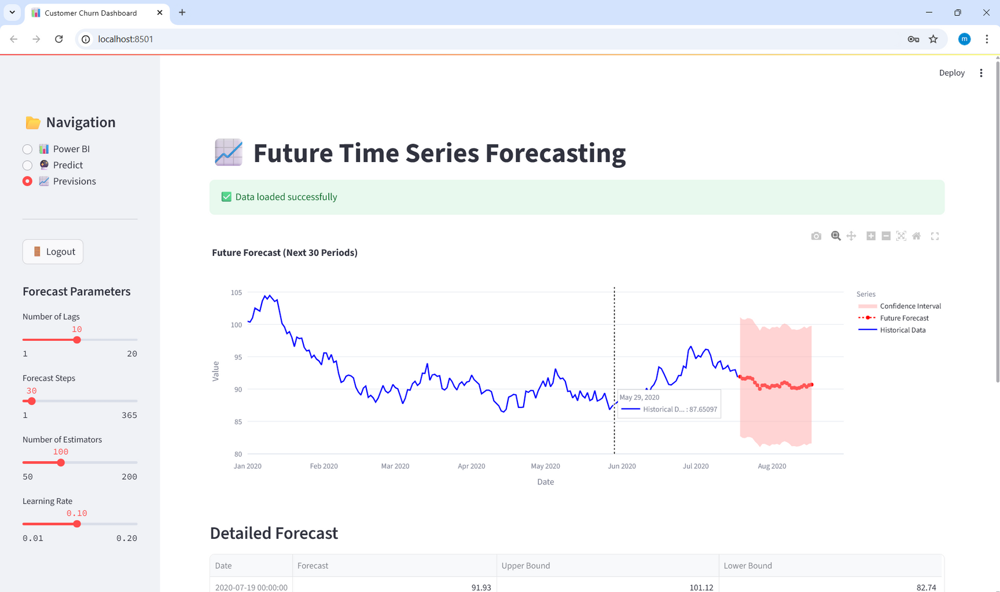 Customer Churn Dashboard
localhost:8501
m
Deploy
Navigation
Power BI
Predict
Previsions
Logout
Forecast Parameters
Number of Lags
10
1 20
Forecast Steps
30
1 365
Number of Estimators
100
50 200
Learning Rate
0.10
0.01 0.20
Future Time Series Forecasting
Data loaded successfully
Future Forecast (Next 30 Periods)
105
100
95
90
85
80
Value
Jan 2020 Feb 2020 Mar 2020 Apr 2020 May 2020 Jun 2020 Jul 2020 Aug 2020
Date
May 29, 2020
Historical D... : 87.65097
Series
Confidence Interval
Future Forecast
Historical Data
Detailed Forecast
Date Forecast Upper Bound Lower Bound
2020-07-19 00:00:00 91.93 101.12 82.74